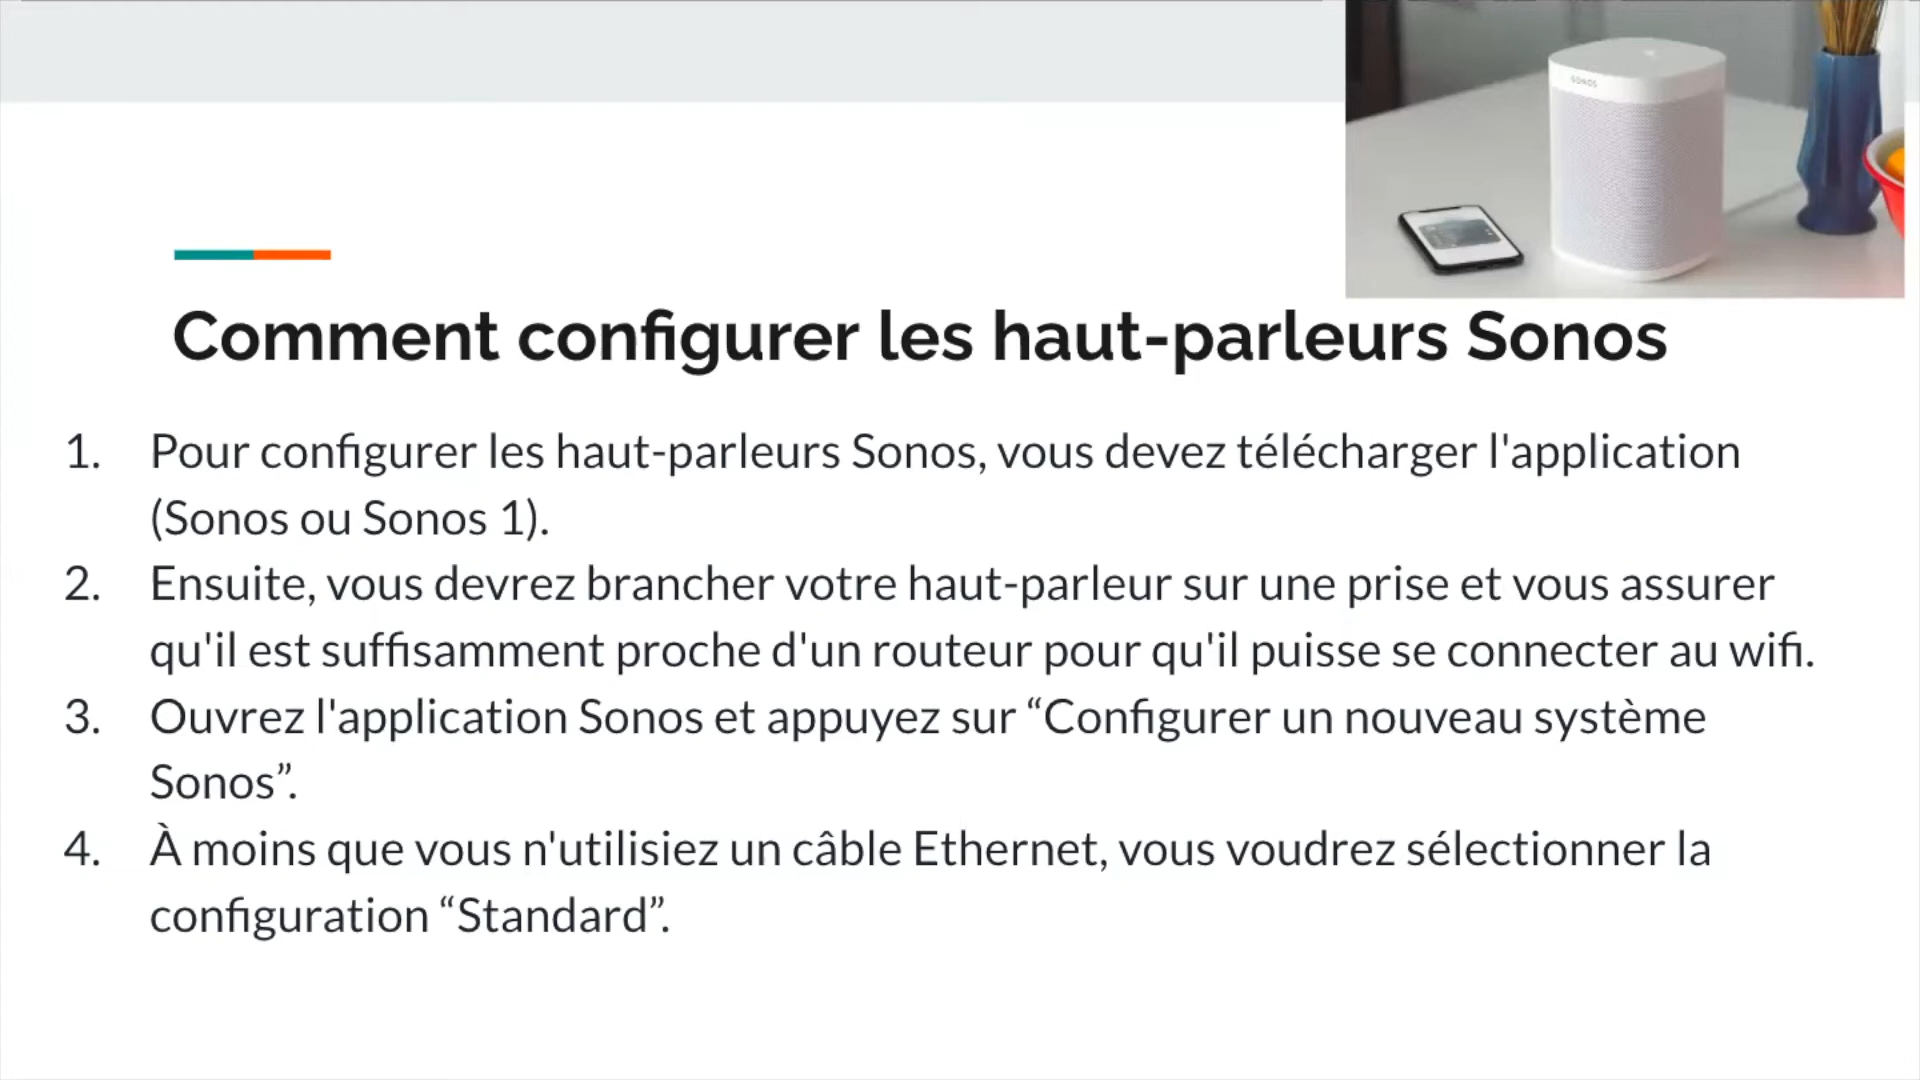 SONOS
Comment configurer les haut-parleurs Sonos
1. Pour configurer les haut-parleurs Sonos, vous devez télécharger l'application
(Sonos ou Sonos 1).
2. Ensuite, vous devrez brancher votre haut-parleur sur une prise et vous assurer
qu'il est suffisamment proche d'un routeur pour qu'il puisse se connecter au wifi.
3. Ouvrez l'application Sonos et appuyez sur “Configurer un nouveau système
Sonos”.
4. À moins que vous n'utilisiez un câble Ethernet, vous voudrez sélectionner la
configuration “Standard”.